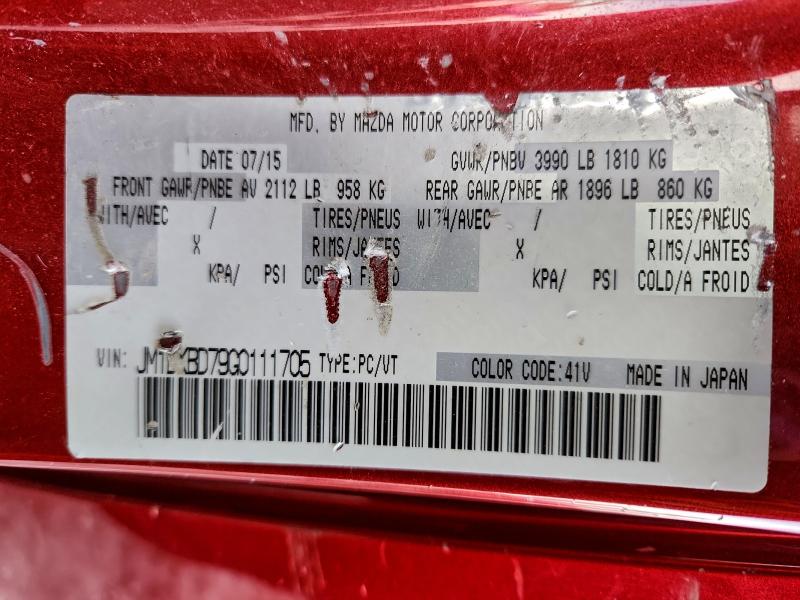 MFD. BY MAZDA MOTOR CORPORATION
DATE 07/15 GVWR/PNBV 3990 LB 1810 KG
FRONT GAWR/PNBE AV 2112 LB 958 KG REAR GAWR/PNBE AR 1896 LB 860 KG
WITH/AVEC / TIRES/PNEUS WITH/AVEC / TIRES/PNEUS
X RIMS/JANTES X RIMS/JANTES
KPA/ PSI COLD/A FROID KPA/ PSI COLD/A FROID
VIN: JM1DKBD79G0111705 TYPE:PC/VT COLOR CODE:41V MADE IN JAPAN